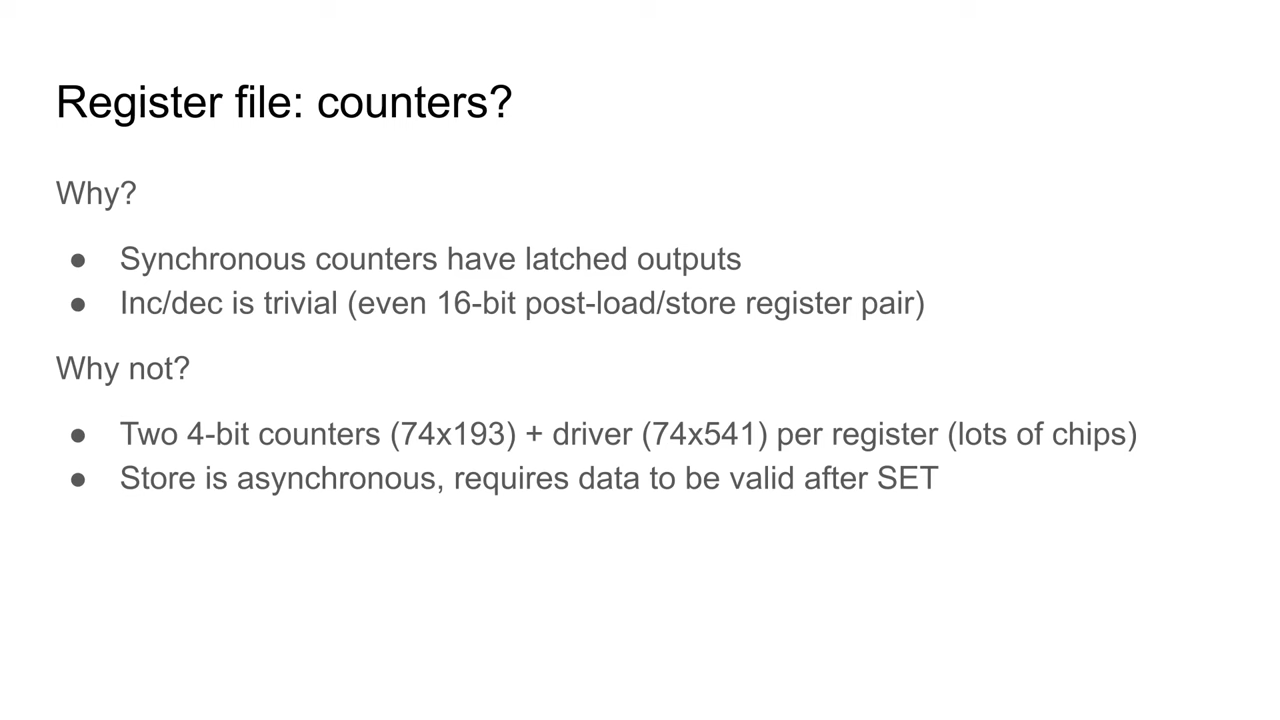 Register file: counters?
Why?
● Synchronous counters have latched outputs
● Inc/dec is trivial (even 16-bit post-load/store register pair)
Why not?
● Two 4-bit counters (74x193) + driver (74x541) per register (lots of chips)
● Store is asynchronous, requires data to be valid after SET